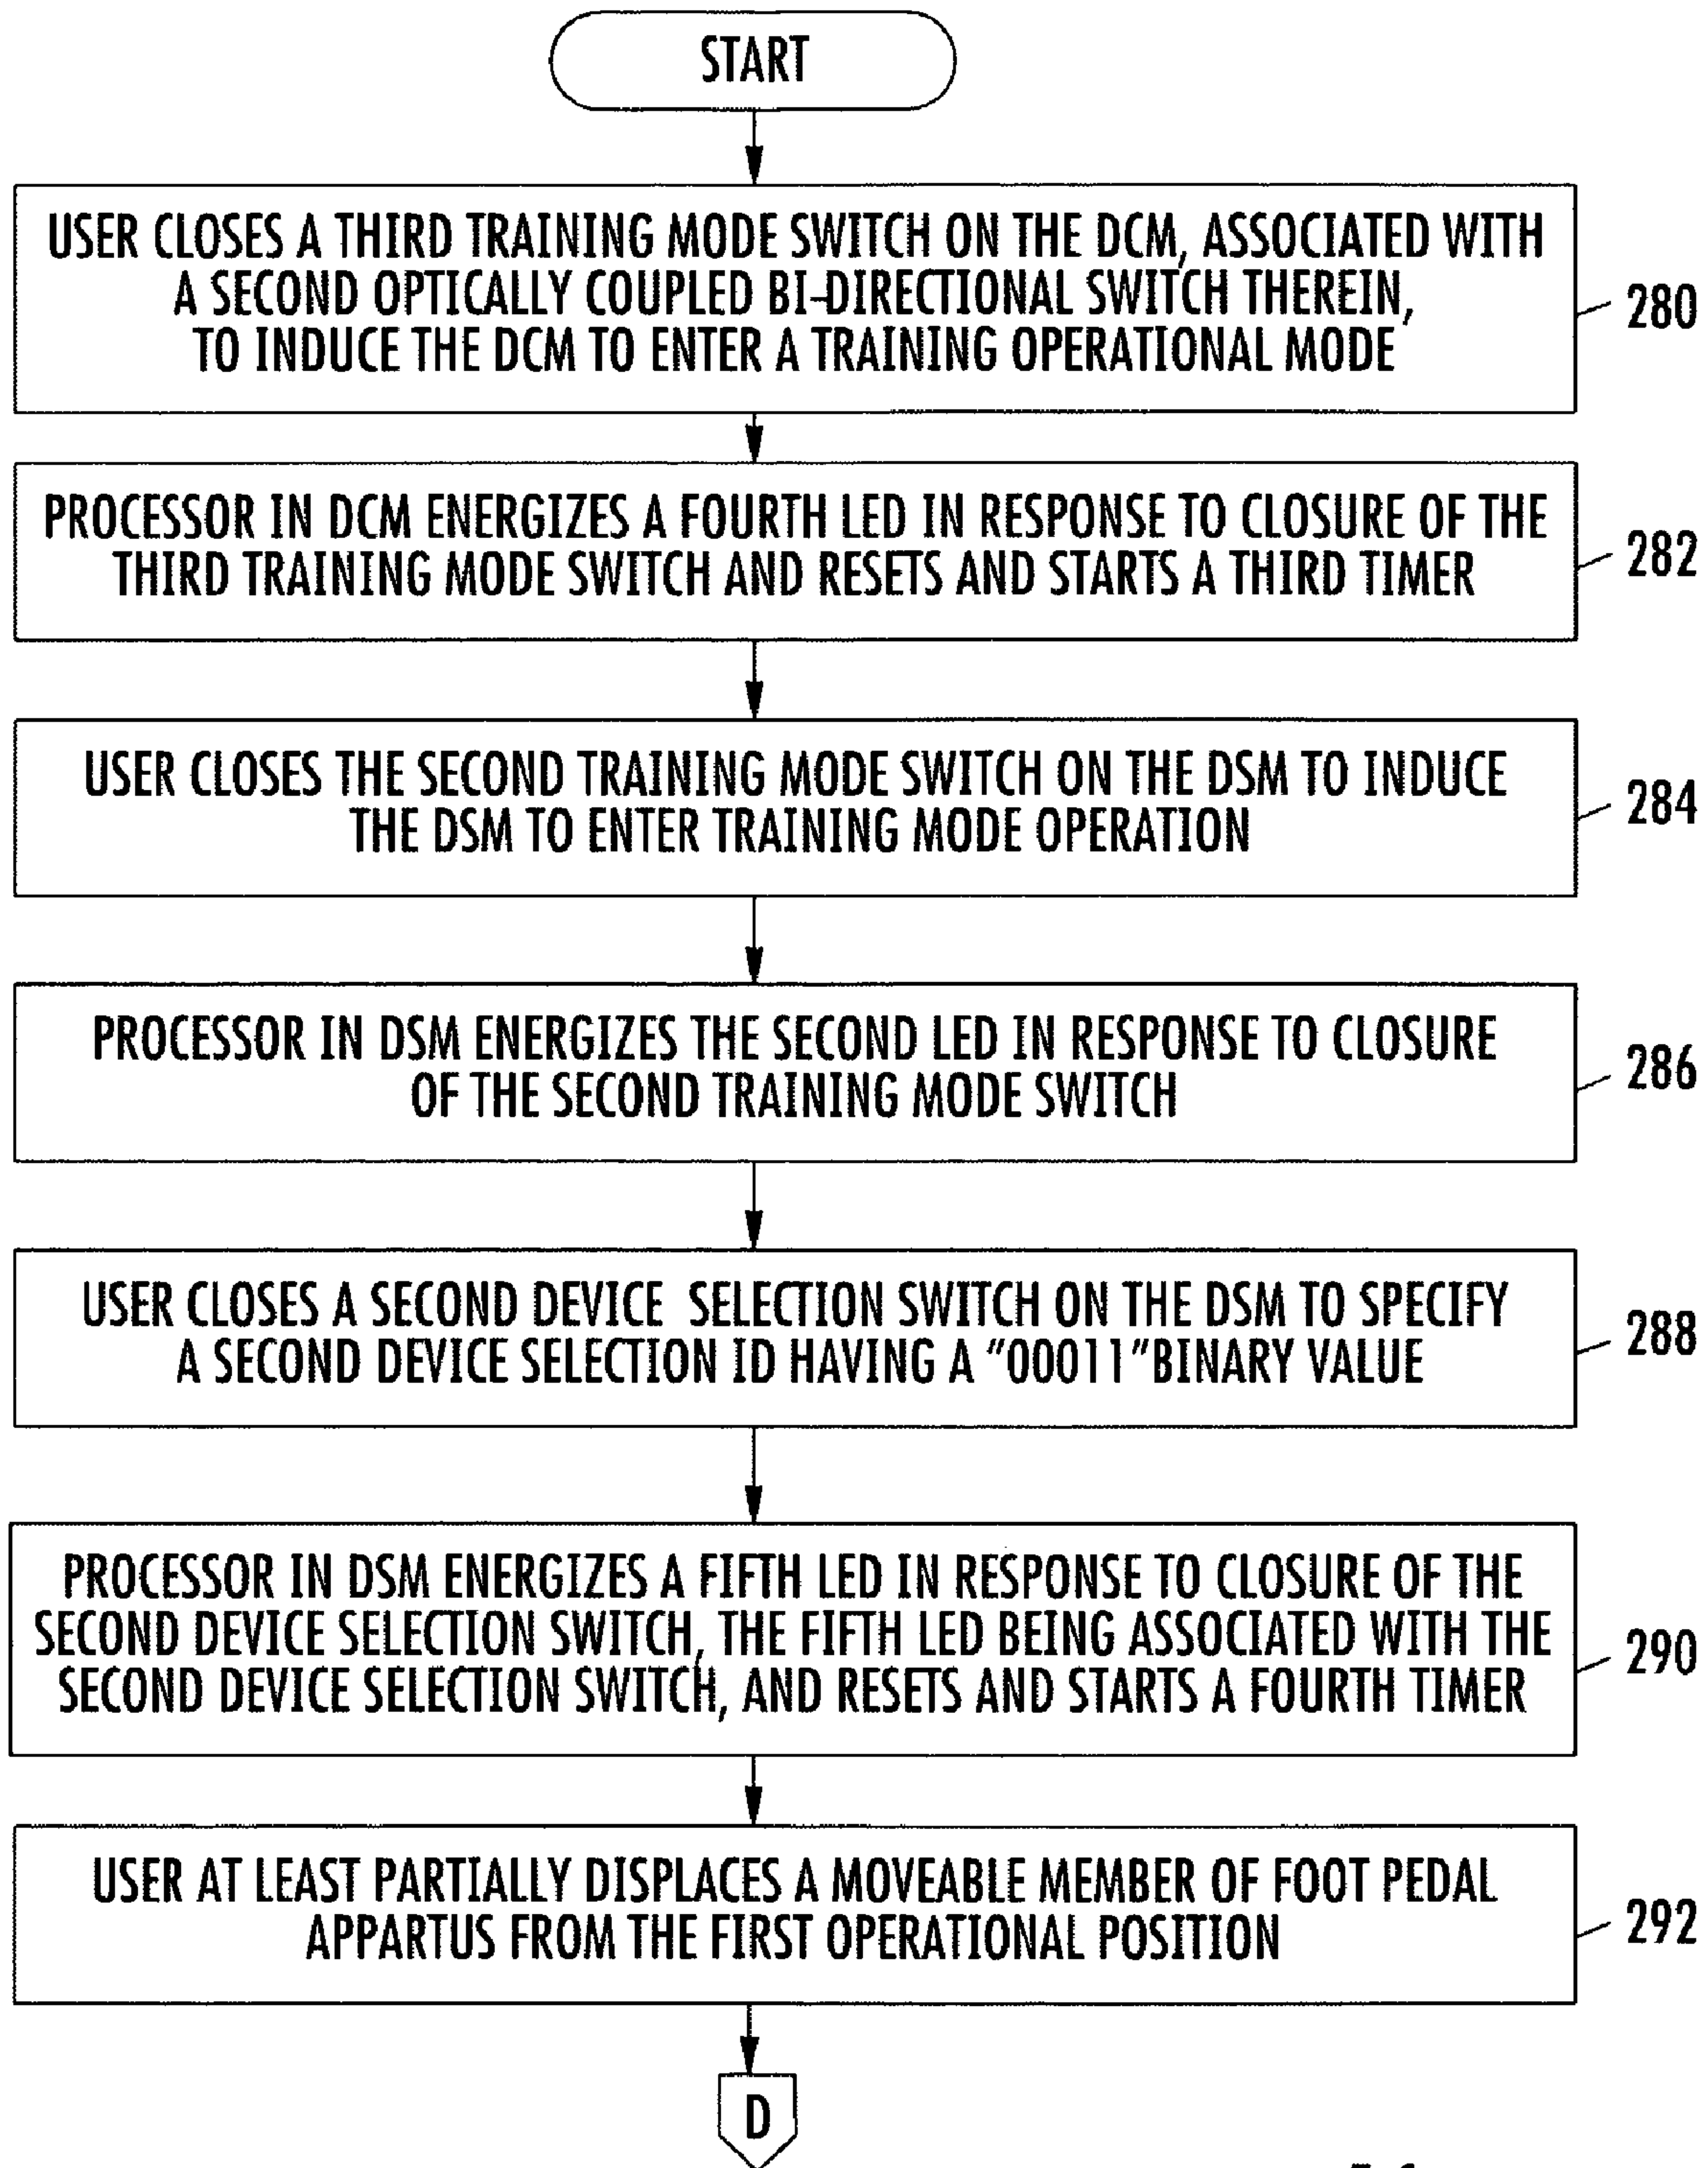 START
USER CLOSES A THIRD TRAINING MODE SWITCH ON THE DCM, ASSOCIATED WITH
A SECOND OPTICALLY COUPLED BI-DIRECTIONAL SWITCH THEREIN,
TO INDUCE THE DCM TO ENTER A TRAINING OPERATIONAL MODE
280
PROCESSOR IN DCM ENERGIZES A FOURTH LED IN RESPONSE TO CLOSURE OF THE
THIRD TRAINING MODE SWITCH AND RESETS AND STARTS A THIRD TIMER
282
USER CLOSES THE SECOND TRAINING MODE SWITCH ON THE DSM TO INDUCE
THE DSM TO ENTER TRAINING MODE OPERATION
284
PROCESSOR IN DSM ENERGIZES THE SECOND LED IN RESPONSE TO CLOSURE
OF THE SECOND TRAINING MODE SWITCH
286
USER CLOSES A SECOND DEVICE SELECTION SWITCH ON THE DSM TO SPECIFY
A SECOND DEVICE SELECTION ID HAVING A "00011"BINARY VALUE
288
PROCESSOR IN DSM ENERGIZES A FIFTH LED IN RESPONSE TO CLOSURE OF THE
SECOND DEVICE SELECTION SWITCH, THE FIFTH LED BEING ASSOCIATED WITH THE
SECOND DEVICE SELECTION SWITCH, AND RESETS AND STARTS A FOURTH TIMER
290
USER AT LEAST PARTIALLY DISPLACES A MOVEABLE MEMBER OF FOOT PEDAL
APPARTUS FROM THE FIRST OPERATIONAL POSITION
292
D